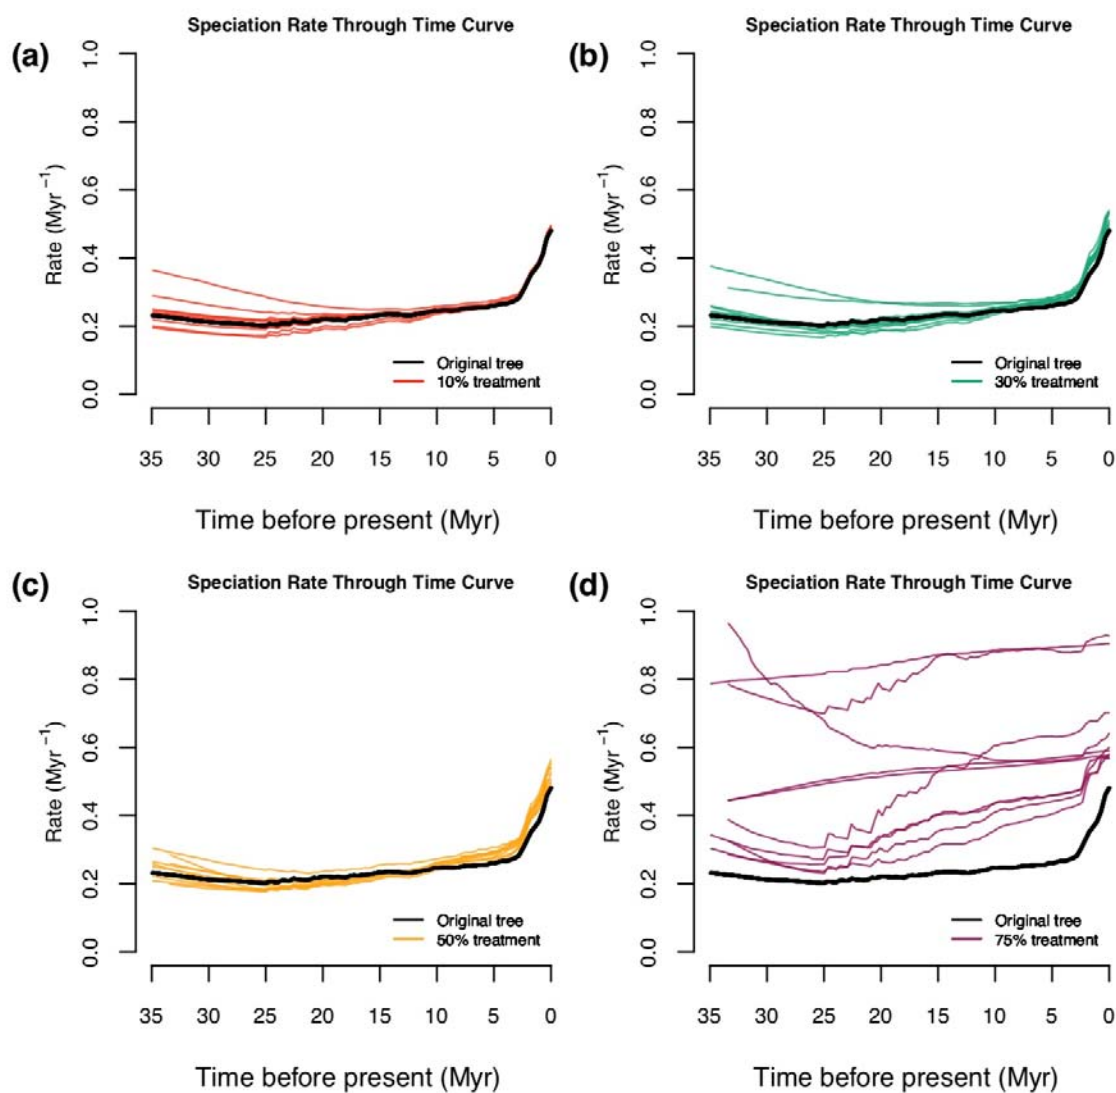 Speciation Rate Through Time Curve
(a)
Rate (Myr⁻¹)
1.0
0.8
0.6
0.4
0.2
0.0
Original tree
10% treatment
35 30 25 20 15 10 5 0
Time before present (Myr)
Speciation Rate Through Time Curve
(b)
Rate (Myr⁻¹)
1.0
0.8
0.6
0.4
0.2
0.0
Original tree
30% treatment
35 30 25 20 15 10 5 0
Time before present (Myr)
Speciation Rate Through Time Curve
(c)
Rate (Myr⁻¹)
1.0
0.8
0.6
0.4
0.2
0.0
Original tree
50% treatment
35 30 25 20 15 10 5 0
Time before present (Myr)
Speciation Rate Through Time Curve
(d)
Rate (Myr⁻¹)
1.0
0.8
0.6
0.4
0.2
0.0
Original tree
75% treatment
35 30 25 20 15 10 5 0
Time before present (Myr)